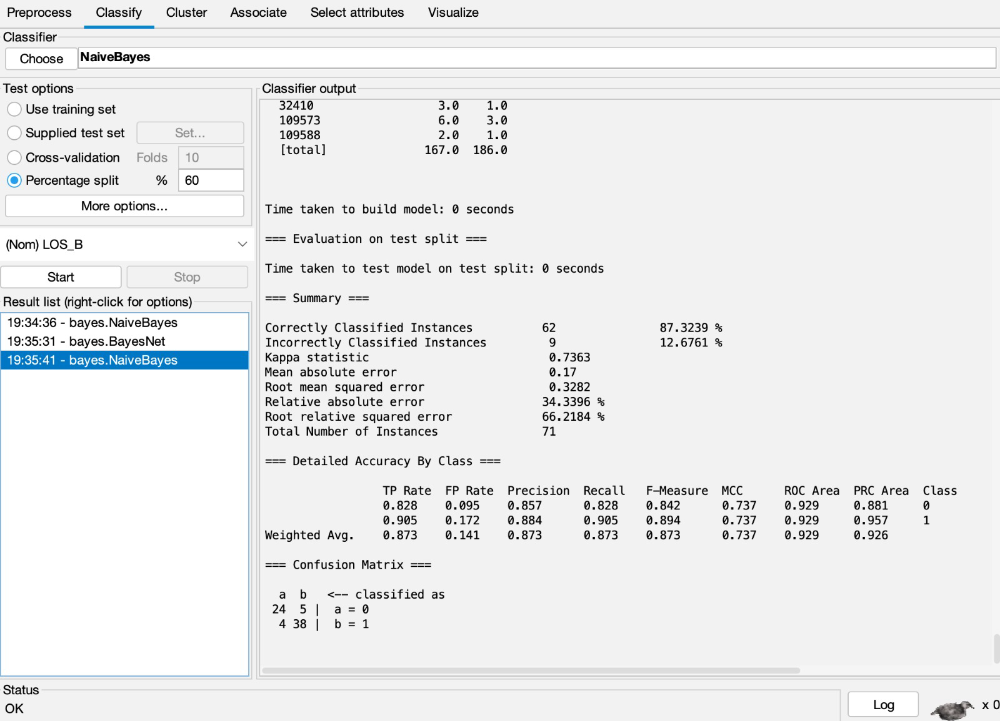 Preprocess Classify Cluster Associate Select attributes Visualize
Classifier
Choose NaiveBayes
Test options
Use training set
Supplied test set Set...
Cross-validation Folds 10
Percentage split % 60
More options...
(Nom) LOS_B
Start Stop
Result list (right-click for options)
19:34:36 - bayes.NaiveBayes
19:35:31 - bayes.BayesNet
19:35:41 - bayes.NaiveBayes
Classifier output
32410 3.0 1.0
109573 6.0 3.0
109588 2.0 1.0
[total] 167.0 186.0
Time taken to build model: 0 seconds
=== Evaluation on test split ===
Time taken to test model on test split: 0 seconds
=== Summary ===
Correctly Classified Instances 62 87.3239 %
Incorrectly Classified Instances 9 12.6761 %
Kappa statistic 0.7363
Mean absolute error 0.17
Root mean squared error 0.3282
Relative absolute error 34.3396 %
Root relative squared error 66.2184 %
Total Number of Instances 71
=== Detailed Accuracy By Class ===
TP Rate FP Rate Precision Recall F-Measure MCC ROC Area PRC Area Class
0.828 0.095 0.857 0.828 0.842 0.737 0.929 0.881 0
0.905 0.172 0.884 0.905 0.894 0.737 0.929 0.957 1
Weighted Avg. 0.873 0.141 0.873 0.873 0.873 0.737 0.929 0.926
=== Confusion Matrix ===
a b <-- classified as
24 5 | a = 0
4 38 | b = 1
Status
OK
Log x 0